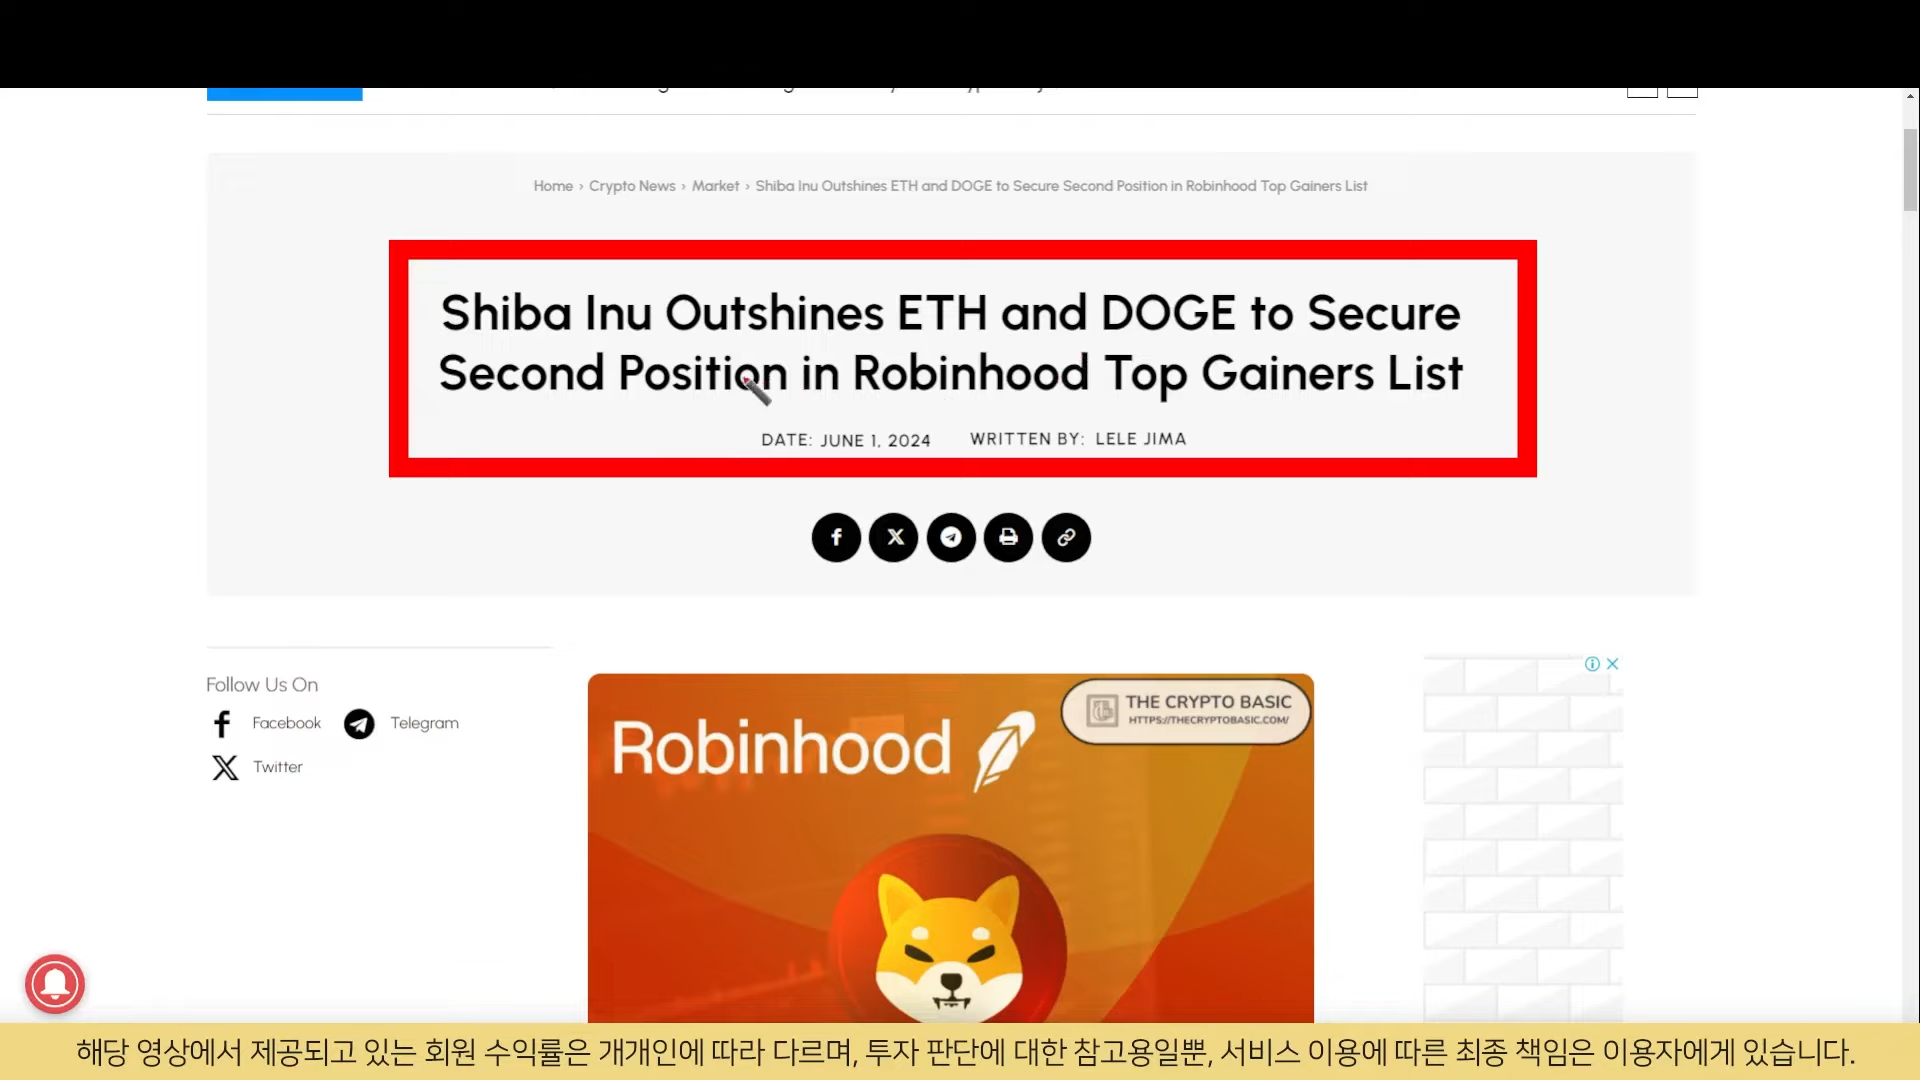 Home › Crypto News › Market › Shiba Inu Outshines ETH and DOGE to Secure Second Position in Robinhood Top Gainers List
Shiba Inu Outshines ETH and DOGE to Secure
Second Position in Robinhood Top Gainers List
DATE: JUNE 1, 2024 WRITTEN BY: LELE JIMA
Follow Us On
Facebook Telegram
Twitter
Robinhood
THE CRYPTO BASIC
HTTPS://THECRYPTOBASIC.COM/
해당 영상에서 제공되고 있는 회원 수익률은 개개인에 따라 다르며, 투자 판단에 대한 참고용일뿐, 서비스 이용에 따른 최종 책임은 이용자에게 있습니다.